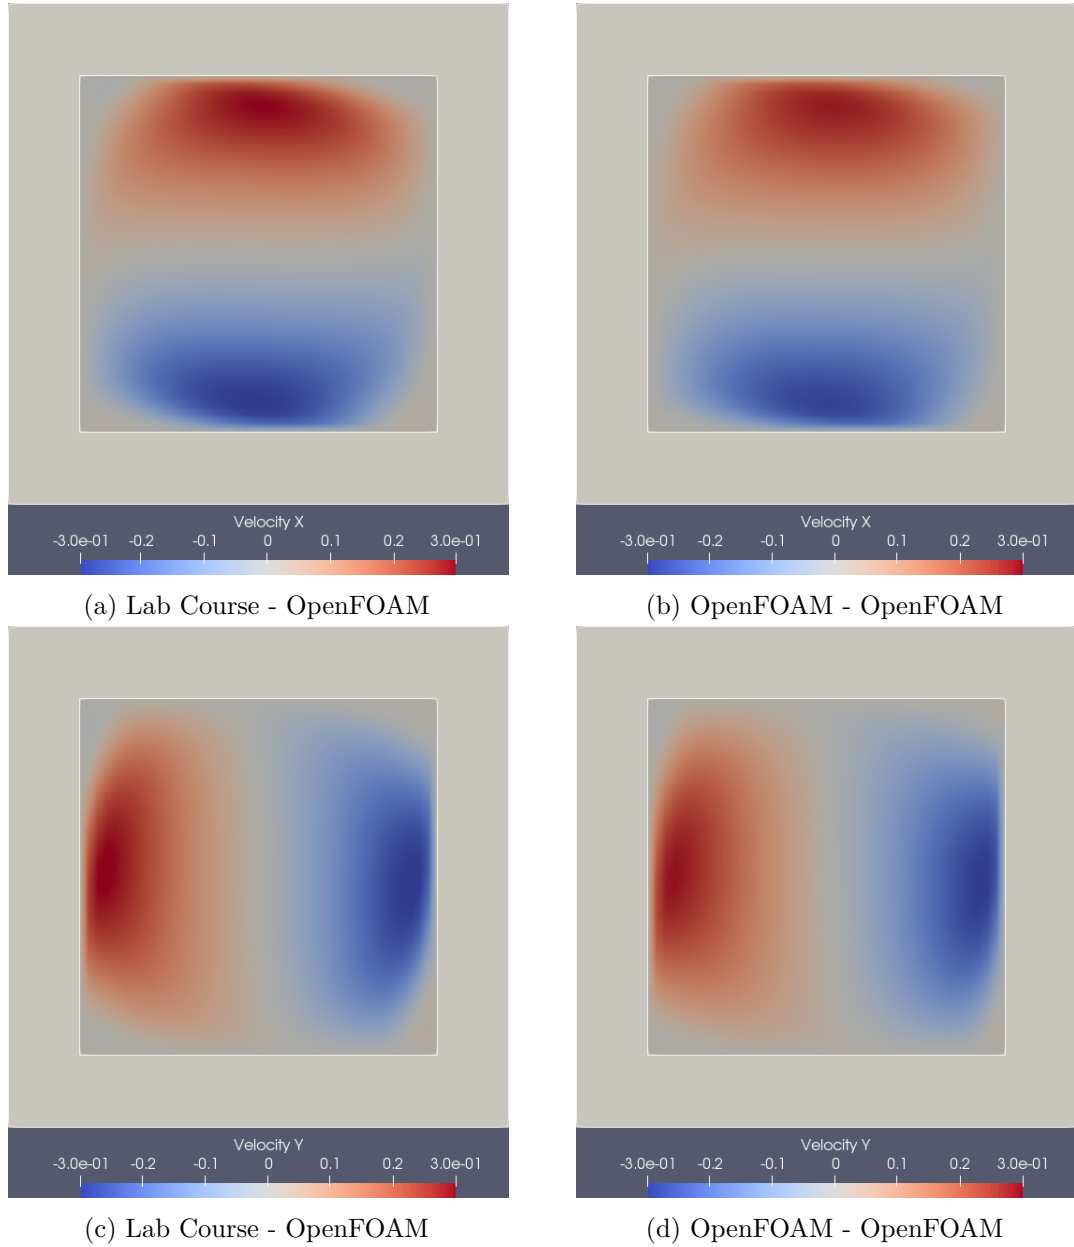 Velocity X
-3.0e-01 -0.2 -0.1 0 0.1 0.2 3.0e-01
(a) Lab Course - OpenFOAM
Velocity X
-3.0e-01 -0.2 -0.1 0 0.1 0.2 3.0e-01
(b) OpenFOAM - OpenFOAM
Velocity Y
-3.0e-01 -0.2 -0.1 0 0.1 0.2 3.0e-01
(c) Lab Course - OpenFOAM
Velocity Y
-3.0e-01 -0.2 -0.1 0 0.1 0.2 3.0e-01
(d) OpenFOAM - OpenFOAM